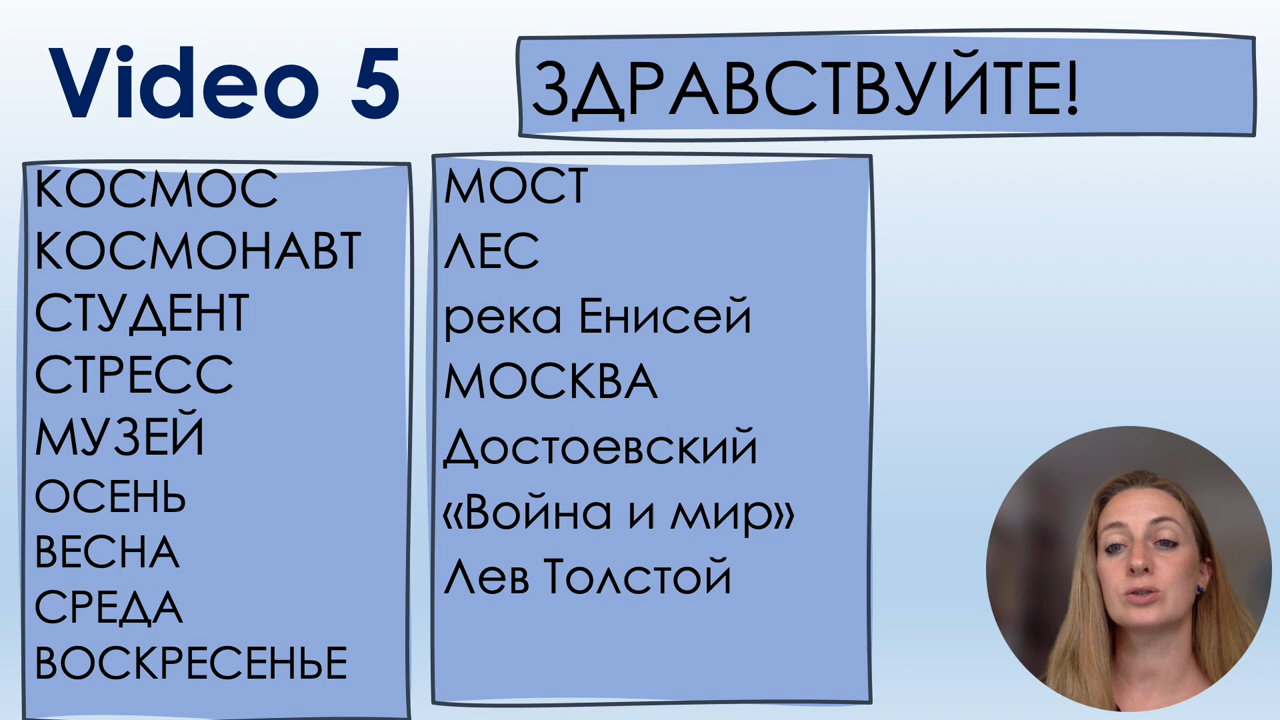 Video 5
ЗДРАВСТВУЙТЕ!
КОСМОС
КОСМОНАВТ
СТУДЕНТ
СТРЕСС
МУЗЕЙ
ОСЕНЬ
ВЕСНА
СРЕДА
ВОСКРЕСЕНЬЕ
МОСТ
ЛЕС
река Енисей
МОСКВА
Достоевский
«Война и мир»
Лев Толстой